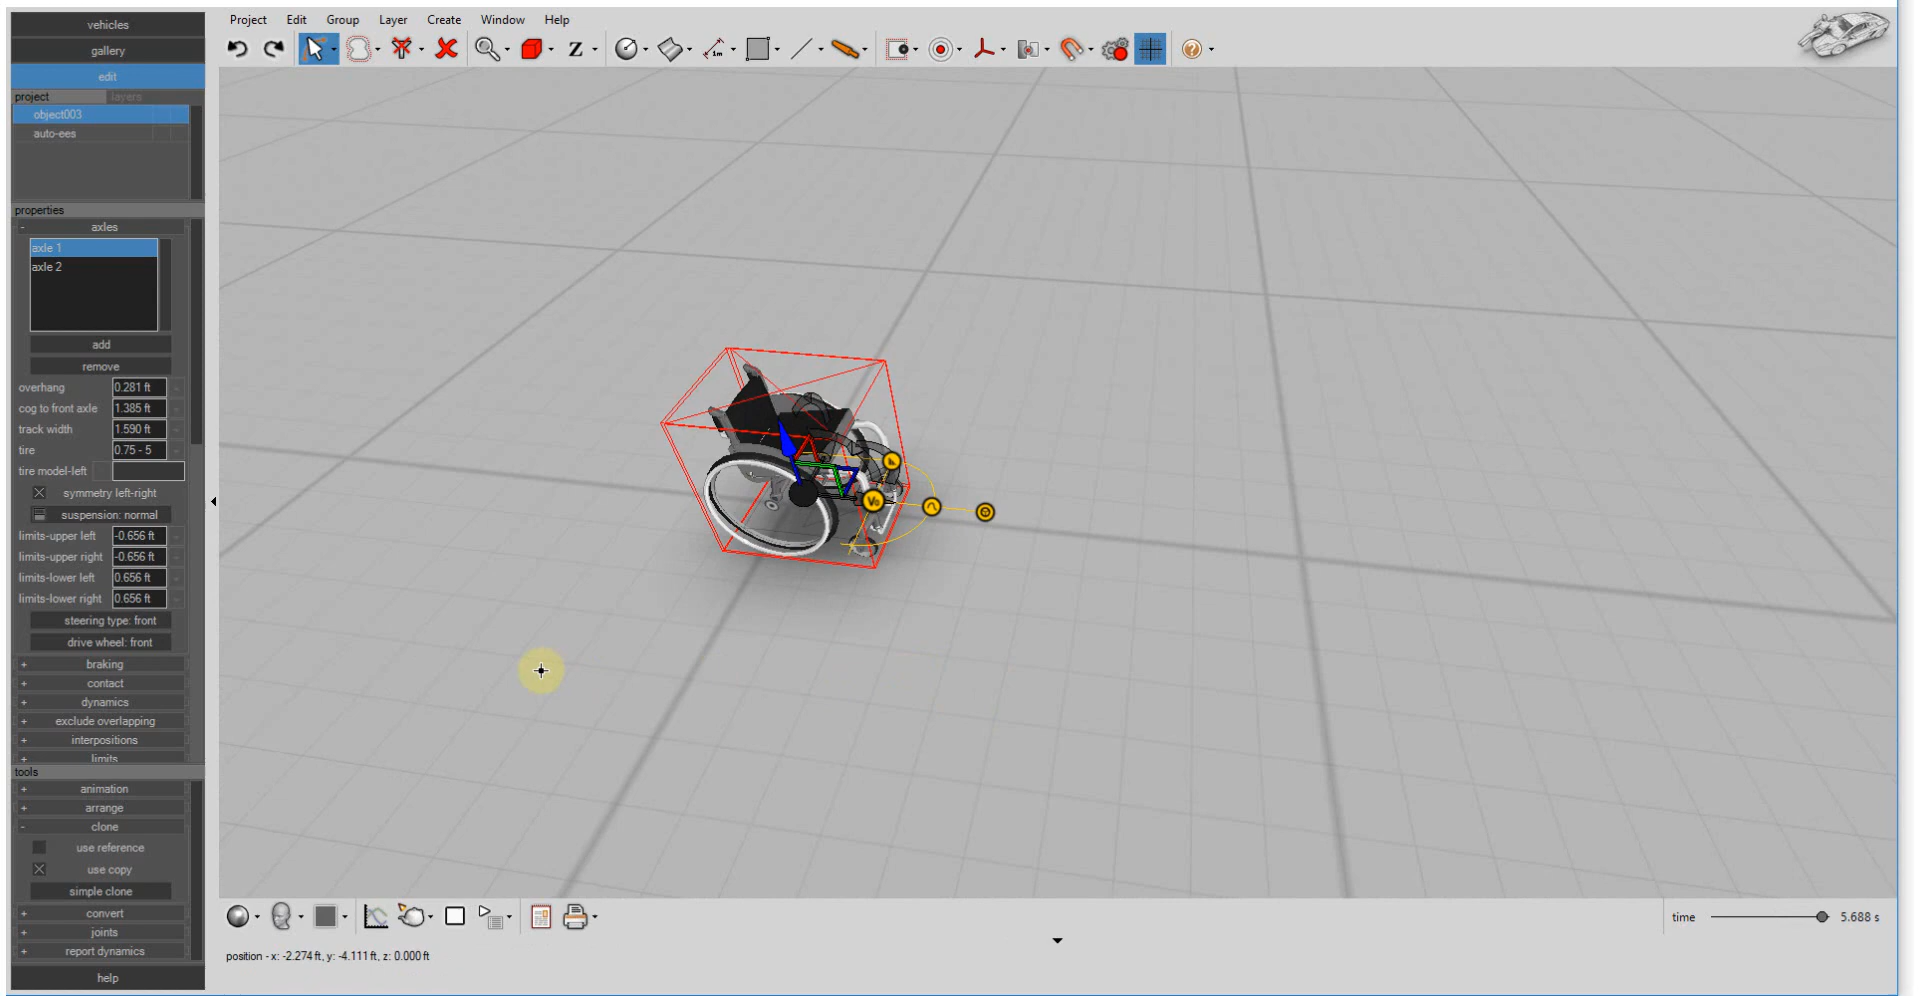 vehicles
gallery
edit
project layers
object003
auto-ees
properties
- axles
axle 1
axle 2
add
remove
overhang 0.281 ft
cog to front axle 1.385 ft
track width 1.590 ft
tire 0.75 - 5
tire model-left
symmetry left-right
suspension: normal
limits-upper left -0.656 ft
limits-upper right -0.656 ft
limits-lower left 0.656 ft
limits-lower right 0.656 ft
steering type: front
drive wheel: front
+ braking
+ contact
+ dynamics
+ exclude overlapping
+ interpositions
+ limits
tools
+ animation
+ arrange
- clone
use reference
use copy
simple clone
+ convert
+ joints
+ report dynamics
help
Project Edit Group Layer Create Window Help
Z
1m
V0
time 5.688 s
position - x: -2.274 ft, y: -4.111 ft, z: 0.000 ft